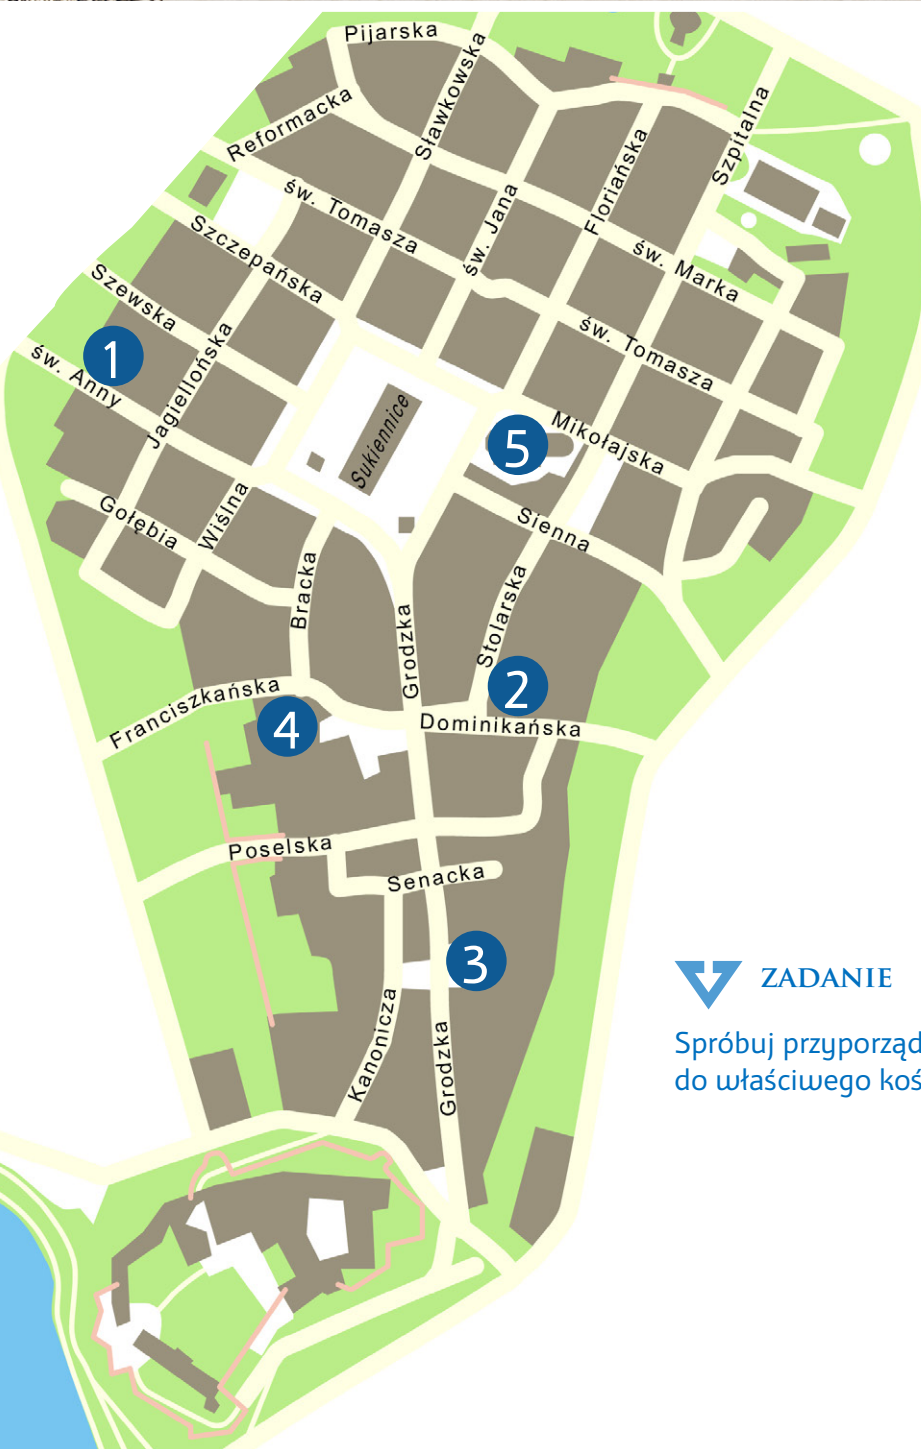 Pijarska
Sławkowska
Reformacka
Szpitalna
św. Tomasza
św. Jana
Floriańska
Szczepańska
św. Marka
Szewska
św. Tomasza
1
św. Anny
Jagiellońska
Sukiennice
5
Mikołajska
Gołębia
Wiślna
Sienna
Bracka
Grodzka
Stolarska
2
Franciszkańska
4
Dominikańska
Poselska
Senacka
3
Kanonicza
Grodzka
ZADANIE
Spróbuj przyporząd
do właściwego koś